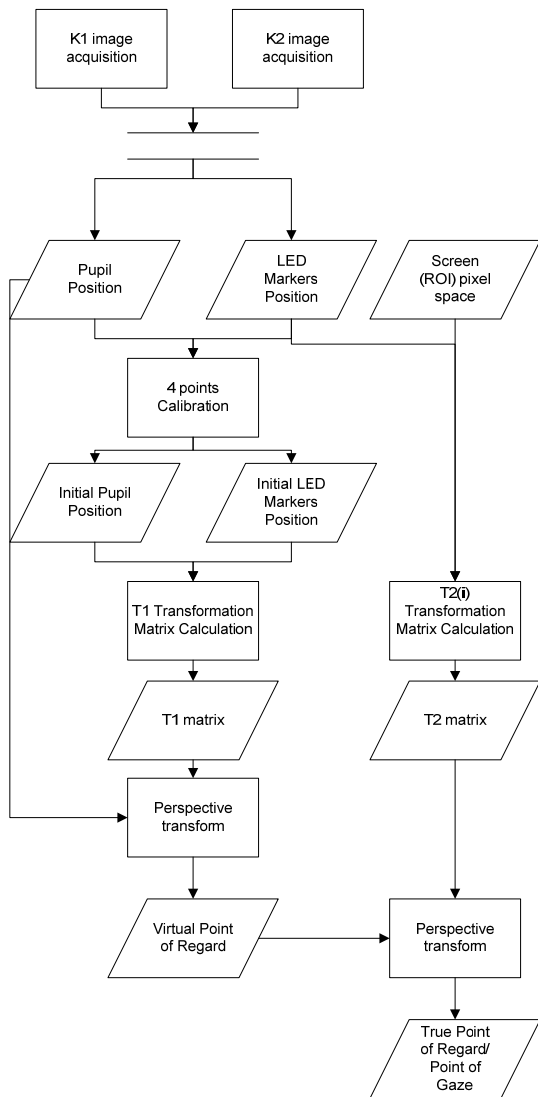 K1 image
acquisition
K2 image
acquisition
Pupil
Position
LED
Markers
Position
Screen
(ROI) pixel
space
4 points
Calibration
Initial Pupil
Position
Initial LED
Markers
Position
T1 Transformation
Matrix Calculation
T2(i)
Transformation
Matrix Calculation
T1 matrix
T2 matrix
Perspective
transform
Virtual Point
of Regard
Perspective
transform
True Point
of Regard/
Point of
Gaze